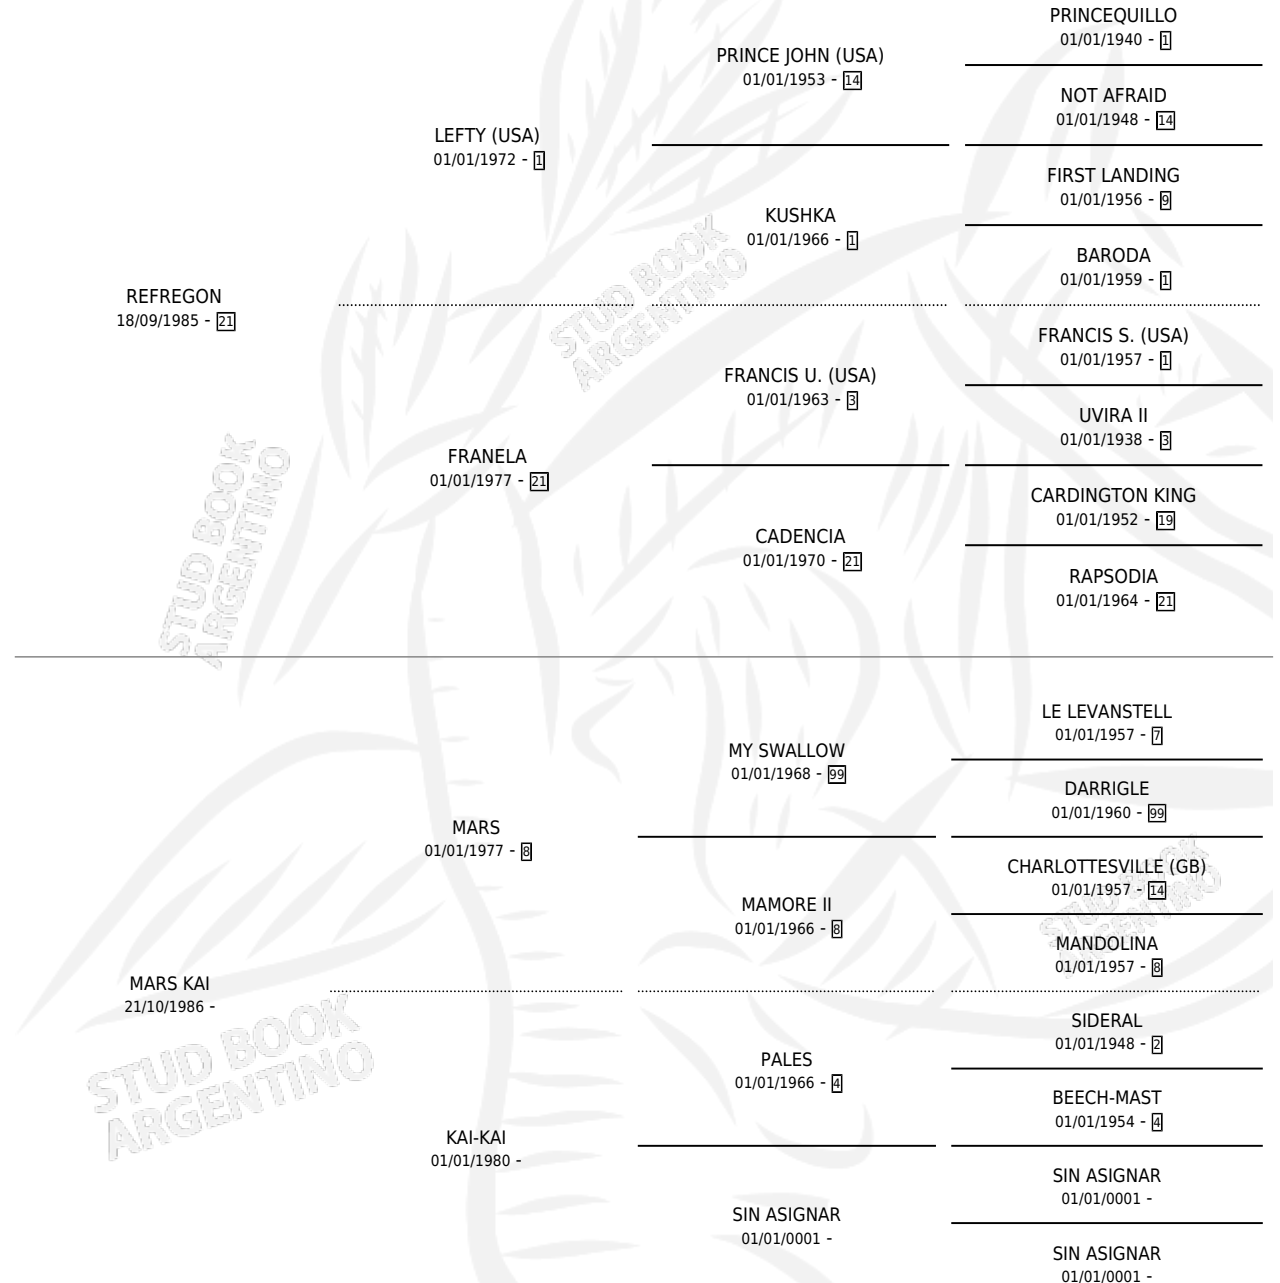 PRINCEQUILLO
01/01/1940 - 1
PRINCE JOHN (USA)
01/01/1953 - 14
NOT AFRAID
01/01/1948 - 14
LEFTY (USA)
01/01/1972 - 1
FIRST LANDING
01/01/1956 - 9
KUSHKA
01/01/1966 - 1
BARODA
01/01/1959 - 1
REFREGON
18/09/1985 - 21
FRANCIS S. (USA)
01/01/1957 - 1
FRANCIS U. (USA)
01/01/1963 - 3
UVIRA II
01/01/1938 - 3
FRANELA
01/01/1977 - 21
CARDINGTON KING
01/01/1952 - 19
CADENCIA
01/01/1970 - 21
RAPSODIA
01/01/1964 - 21
LE LEVANSTELL
01/01/1957 - 7
MY SWALLOW
01/01/1968 - 99
DARRIGLE
01/01/1960 - 99
MARS
01/01/1977 - 8
CHARLOTTESVILLE (GB)
01/01/1957 - 14
MAMORE II
01/01/1966 - 8
MANDOLINA
01/01/1957 - 8
MARS KAI
21/10/1986 -
SIDERAL
01/01/1948 - 2
PALES
01/01/1966 - 4
BEECH-MAST
01/01/1954 - 4
KAI-KAI
01/01/1980 -
SIN ASIGNAR
01/01/0001 -
SIN ASIGNAR
01/01/0001 -
SIN ASIGNAR
01/01/0001 -
STUD BOOK
ARGENTINO
STUD BOOK
ARGENTINO
STUD BOOK
ARGENTINO
STUD BOOK
ARGENTINO